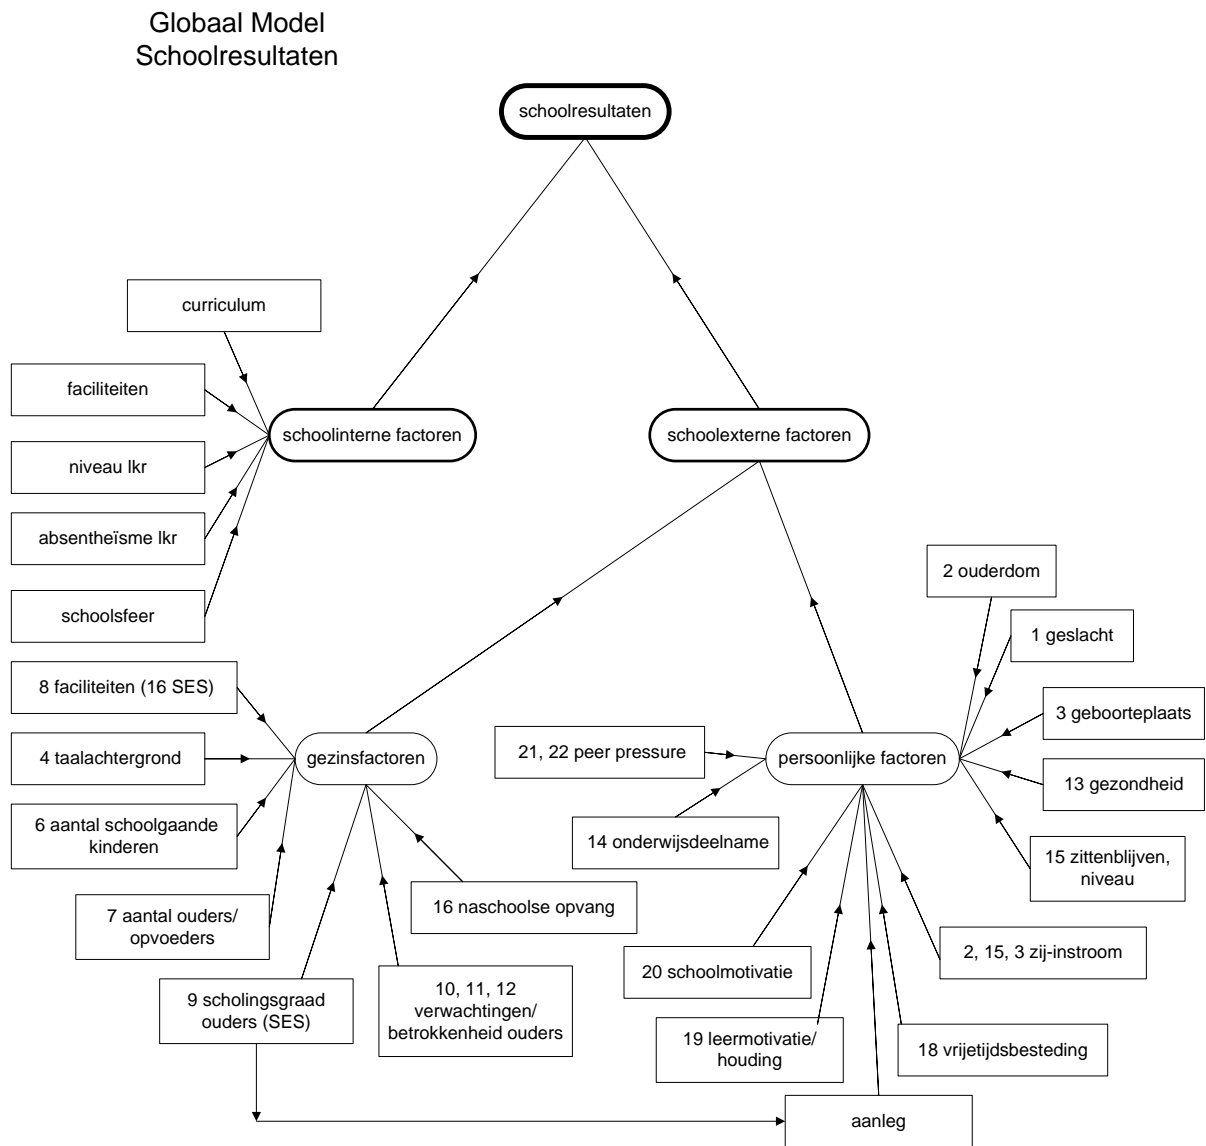 Globaal Model
Schoolresultaten
schoolresultaten
curriculum
faciliteiten
schoolinterne factoren
schoolexterne factoren
niveau lkr
absentheïsme lkr
2 ouderdom
schoolsfeer
1 geslacht
8 faciliteiten (16 SES)
3 geboorteplaats
4 taalachtergrond
gezinsfactoren
21, 22 peer pressure
persoonlijke factoren
13 gezondheid
6 aantal schoolgaande
kinderen
14 onderwijsdeelname
15 zittenblijven,
niveau
7 aantal ouders/
opvoeders
16 naschoolse opvang
2, 15, 3 zij-instroom
20 schoolmotivatie
9 scholingsgraad
ouders (SES)
10, 11, 12
verwachtingen/
betrokkenheid ouders
19 leermotivatie/
houding
18 vrijetijdsbesteding
aanleg